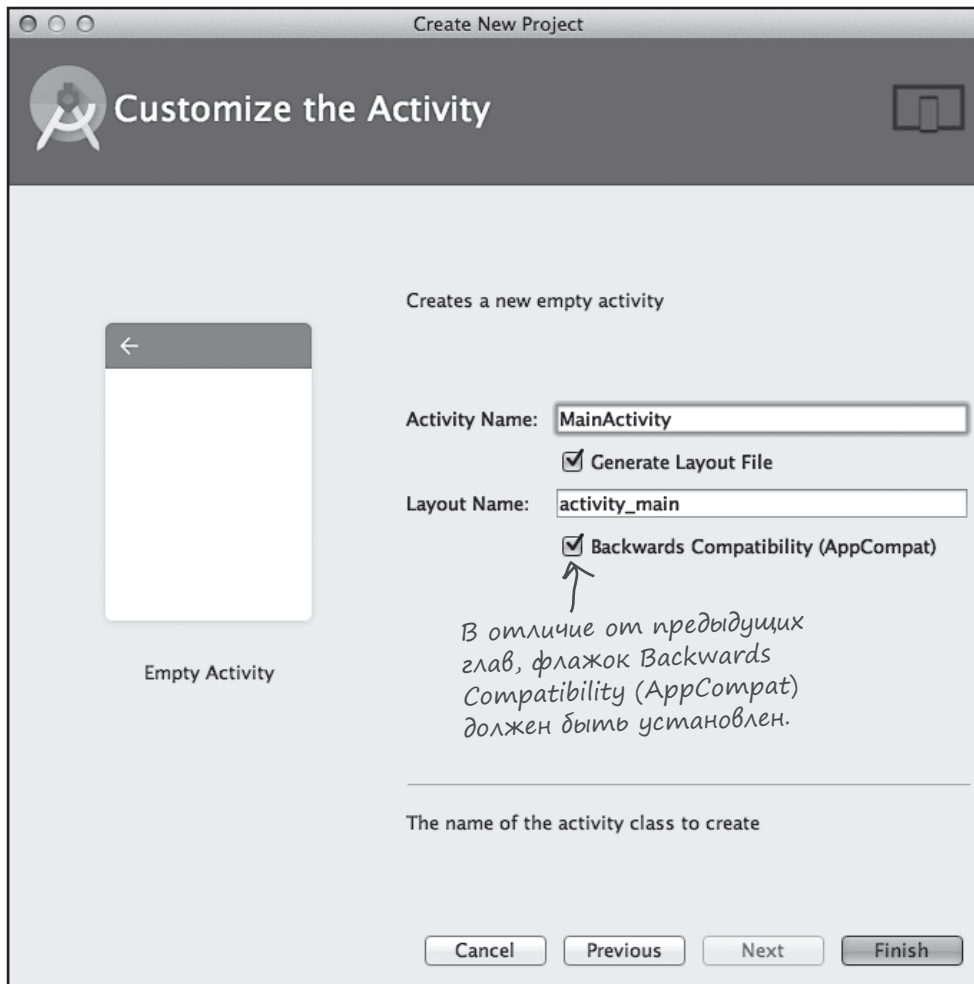 Create New Project
Customize the Activity
Creates a new empty activity
Activity Name: MainActivity
Generate Layout File
Layout Name: activity_main
Backwards Compatibility (AppCompat)
В отличие от предыдущих
глав, флажок Backwards
Compatibility (AppCompat)
должен быть установлен.
Empty Activity
The name of the activity class to create
Cancel Previous Next Finish